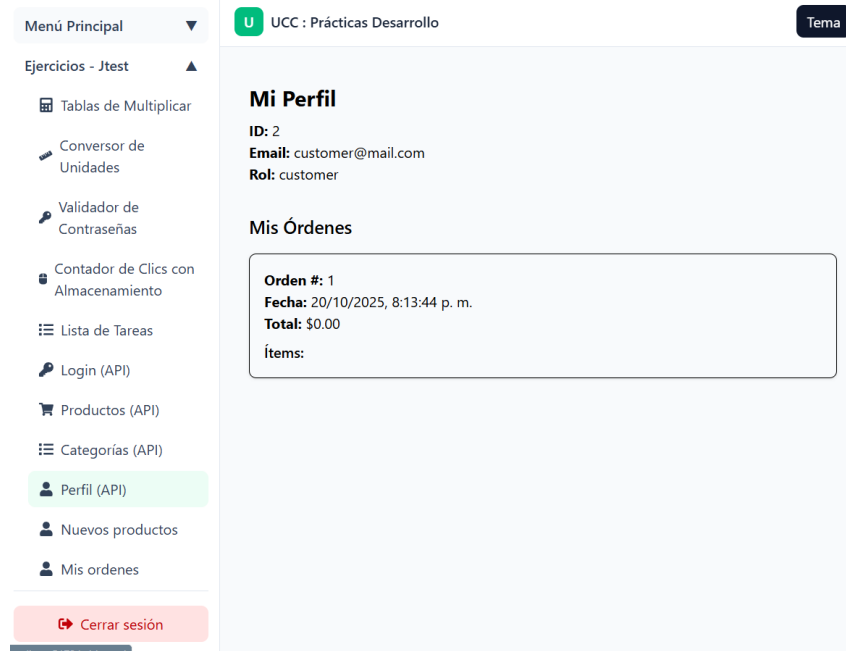 Menú Principal ▼
Ejercicios - Jtest ▲
Tablas de Multiplicar
Conversor de
Unidades
Validador de
Contraseñas
Contador de Clics con
Almacenamiento
Lista de Tareas
Login (API)
Productos (API)
Categorías (API)
Perfil (API)
Nuevos productos
Mis ordenes
Cerrar sesión
U UCC : Prácticas Desarrollo
Tema
Mi Perfil
ID: 2
Email: customer@mail.com
Rol: customer
Mis Órdenes
Orden #: 1
Fecha: 20/10/2025, 8:13:44 p. m.
Total: $0.00
Ítems: